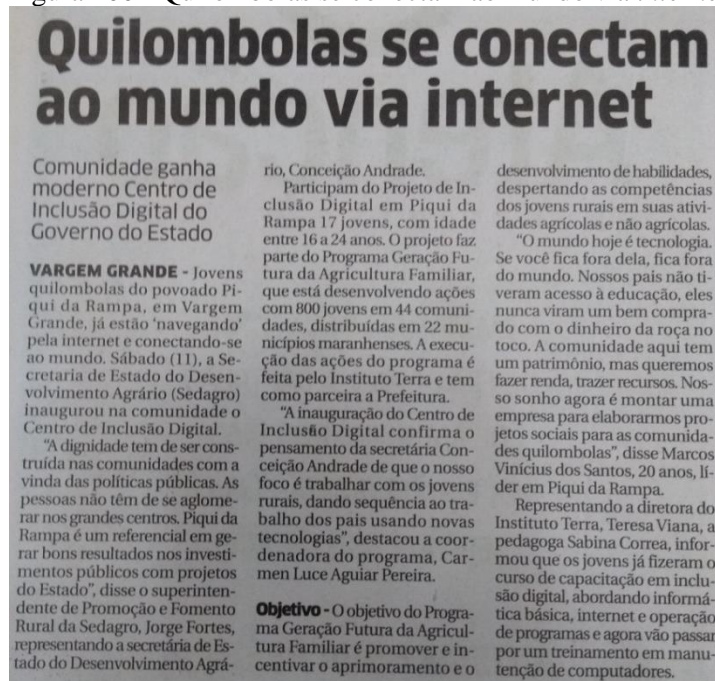 Quilombolas se conectam
ao mundo via internet
Comunidade ganha
moderno Centro de
Inclusão Digital do
Governo do Estado
VARGEM GRANDE - Jovens
quilombolas do povoado Pi-
qui da Rampa, em Vargem
Grande, já estão 'navegando'
pela internet e conectando-se
ao mundo. Sábado (11), a Se-
cretaria de Estado do Desen-
volvimento Agrário (Sedagro)
inaugurou na comunidade o
Centro de Inclusão Digital.
"A dignidade tem de ser cons-
truída nas comunidades com a
vinda das políticas públicas. As
pessoas não têm de se aglome-
rar nos grandes centros. Piqui da
Rampa é um referencial em ge-
rar bons resultados nos investi-
mentos públicos com projetos
do Estado", disse o superinten-
dente de Promoção e Fomento
Rural da Sedagro, Jorge Fortes,
representando a secretária de Es-
tado do Desenvolvimento Agrá-
rio, Conceição Andrade.
Participam do Projeto de In-
clusão Digital em Piqui da
Rampa 17 jovens, com idade
entre 16 a 24 anos. O projeto faz
parte do Programa Geração Fu-
tura da Agricultura Familiar,
que está desenvolvendo ações
com 800 jovens em 44 comuni-
dades, distribuídas em 22 mu-
nicípios maranhenses. A execu-
ção das ações do programa é
feita pelo Instituto Terra e tem
como parceira a Prefeitura.
"A inauguração do Centro de
Inclusão Digital confirma o
pensamento da secretária Con-
ceição Andrade de que o nosso
foco é trabalhar com os jovens
rurais, dando sequência ao tra-
balho dos pais usando novas
tecnologias", destacou a coor-
denadora do programa, Car-
men Luce Aguiar Pereira.
Objetivo - O objetivo do Progra-
ma Geração Futura da Agricul-
tura Familiar é promover e in-
centivar o aprimoramento e o
desenvolvimento de habilidades,
despertando as competências
dos jovens rurais em suas ativi-
dades agrícolas e não agrícolas.
"O mundo hoje é tecnologia.
Se você fica fora dela, fica fora
do mundo. Nossos pais não ti-
veram acesso à educação, eles
nunca viram um bem compra-
do com o dinheiro da roça no
toco. A comunidade aqui tem
um patrimônio, mas queremos
fazer renda, trazer recursos. Nos-
so sonho agora é montar uma
empresa para elaborarmos pro-
jetos sociais para as comunida-
des quilombolas", disse Marcos
Vinícius dos Santos, 20 anos, lí-
der em Piqui da Rampa.
Representando a diretora do
Instituto Terra, Teresa Viana, a
pedagoga Sabina Correa, infor-
mou que os jovens já fizeram o
curso de capacitação em inclu-
são digital, abordando informá-
tica básica, internet e operação
de programas e agora vão passar
por um treinamento em manu-
tenção de computadores.